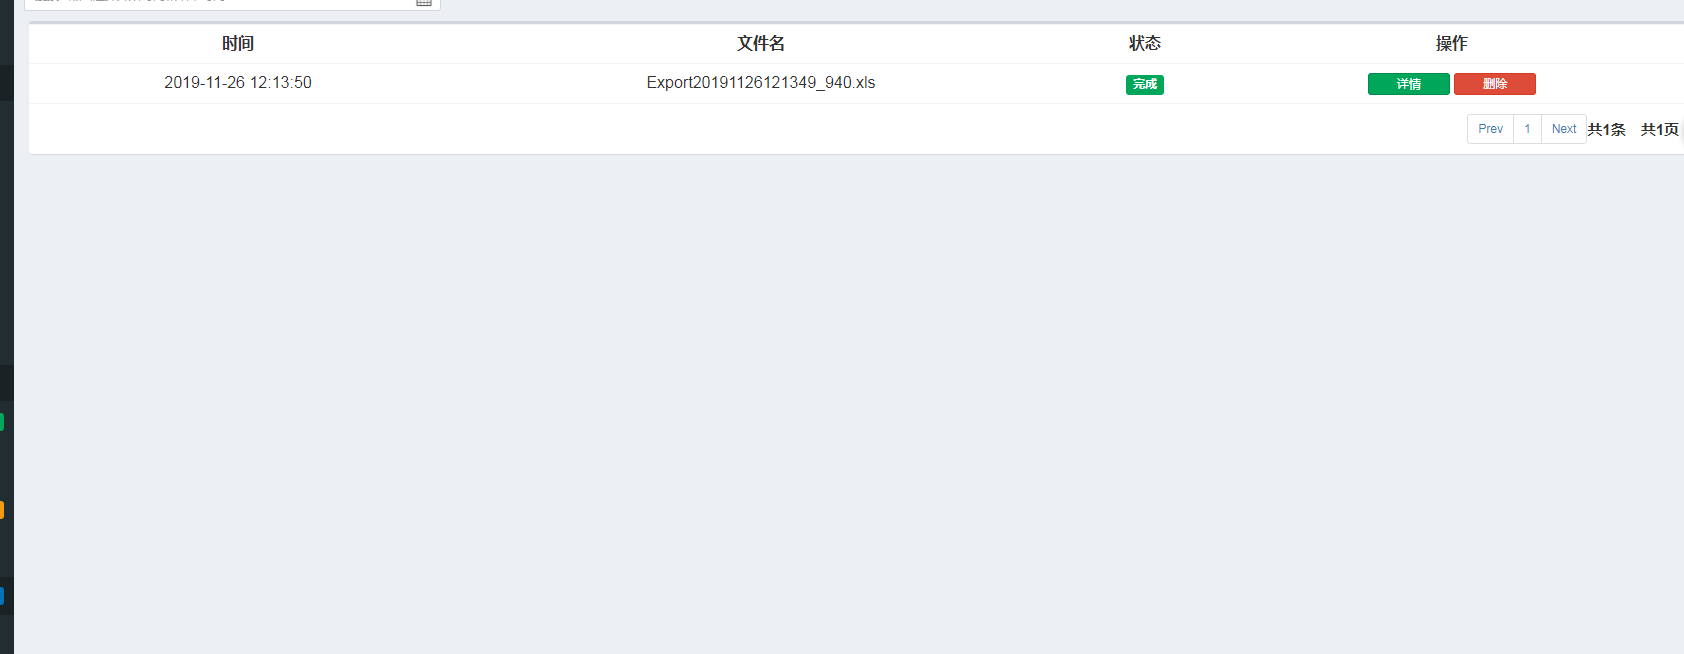 时间 文件名 状态 操作
2019-11-26 12:13:50 Export20191126121349_940.xls 完成 详情 删除
Prev 1 Next 共1条 共1页